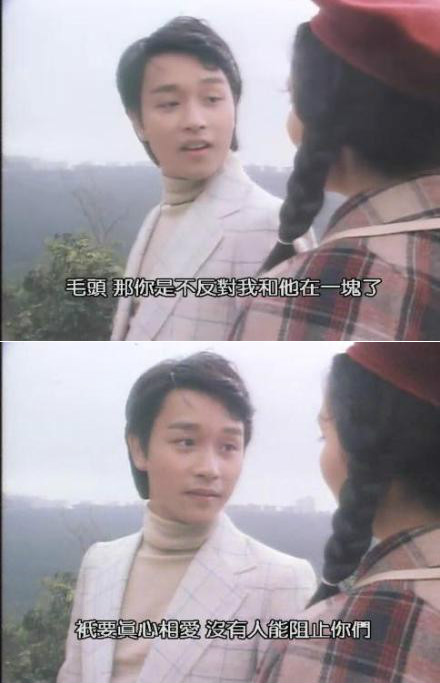 毛頭 那你是不反對我和他在一塊了
衹要眞心相愛 沒有人能阻止你們